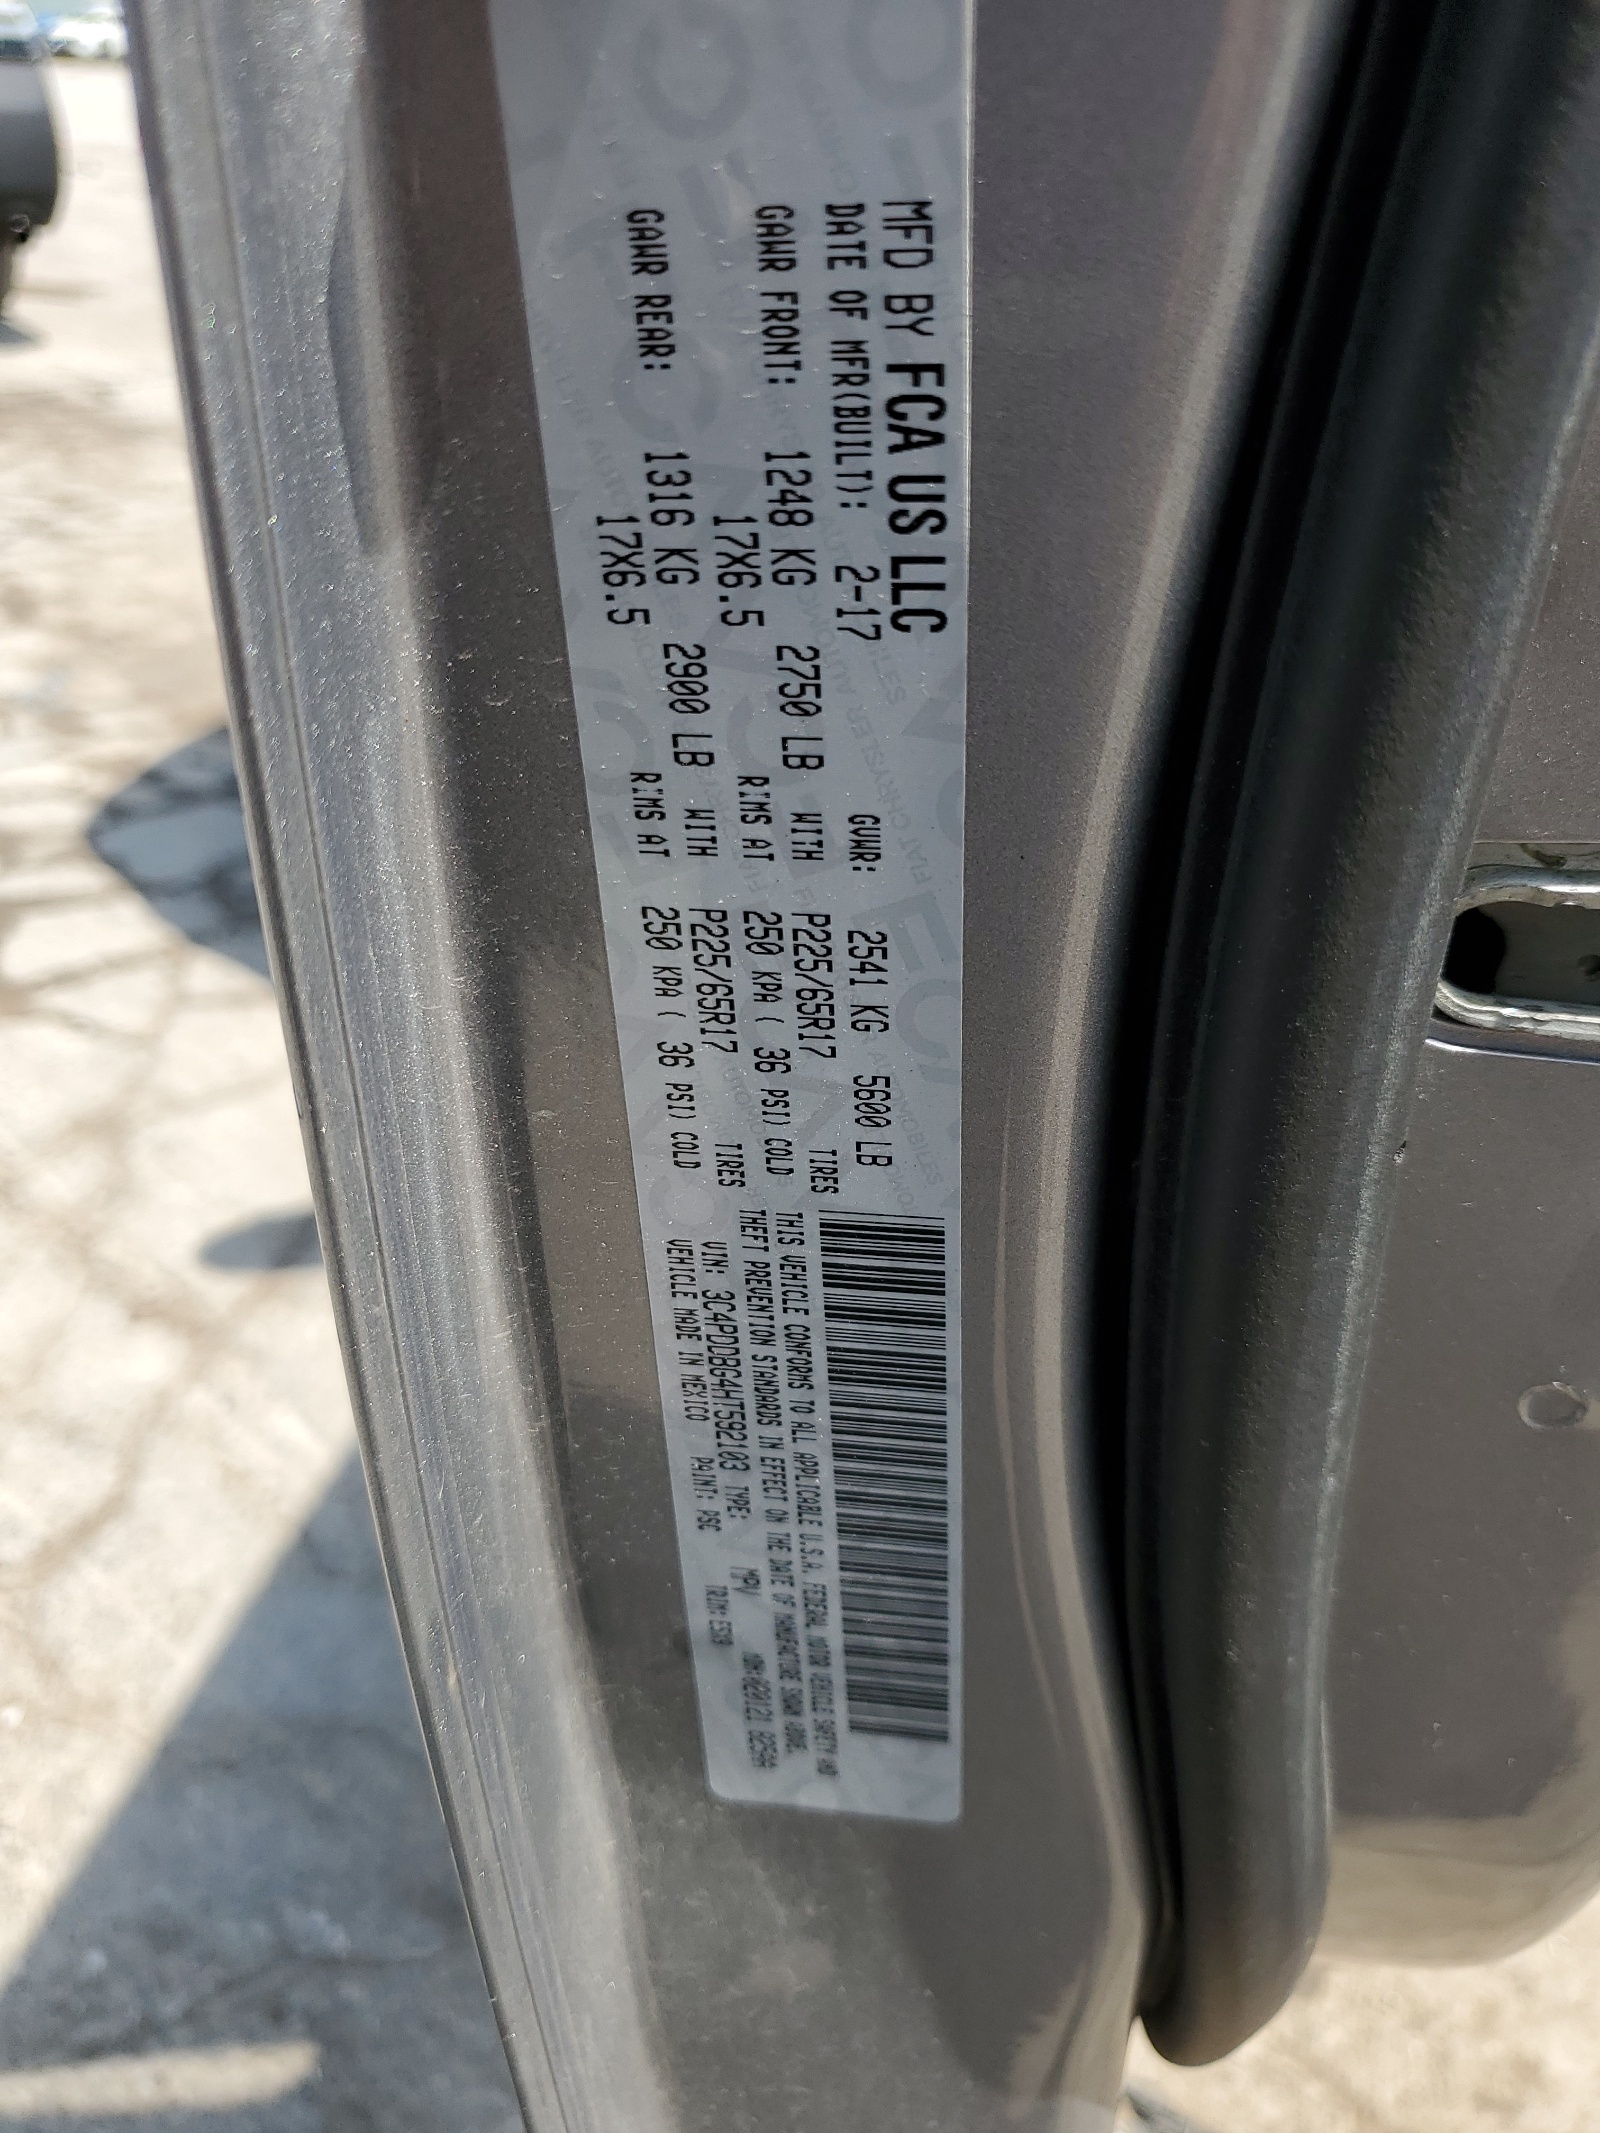 MFD BY FCA US LLC
DATE OF MFR(BUILT): 2-17 GVWR: 2541 KG 5600 LB
GAWR FRONT: 1248 KG 2750 LB WITH P225/65R17 TIRES
17X6.5 RIMS AT 250 KPA ( 36 PSI) COLD
GAWR REAR: 1316 KG 2900 LB WITH P225/65R17 TIRES
17X6.5 RIMS AT 250 KPA ( 36 PSI) COLD
THIS VEHICLE CONFORMS TO ALL APPLICABLE U.S.A. FEDERAL MOTOR VEHICLE SAFETY AND
THEFT PREVENTION STANDARDS IN EFFECT ON THE DATE OF MANUFACTURE SHOWN ABOVE.
VIN: 3C4PDDBG4HT592103 TYPE: MPV
VEHICLE MADE IN MEXICO PAINT: PSC TRIM: